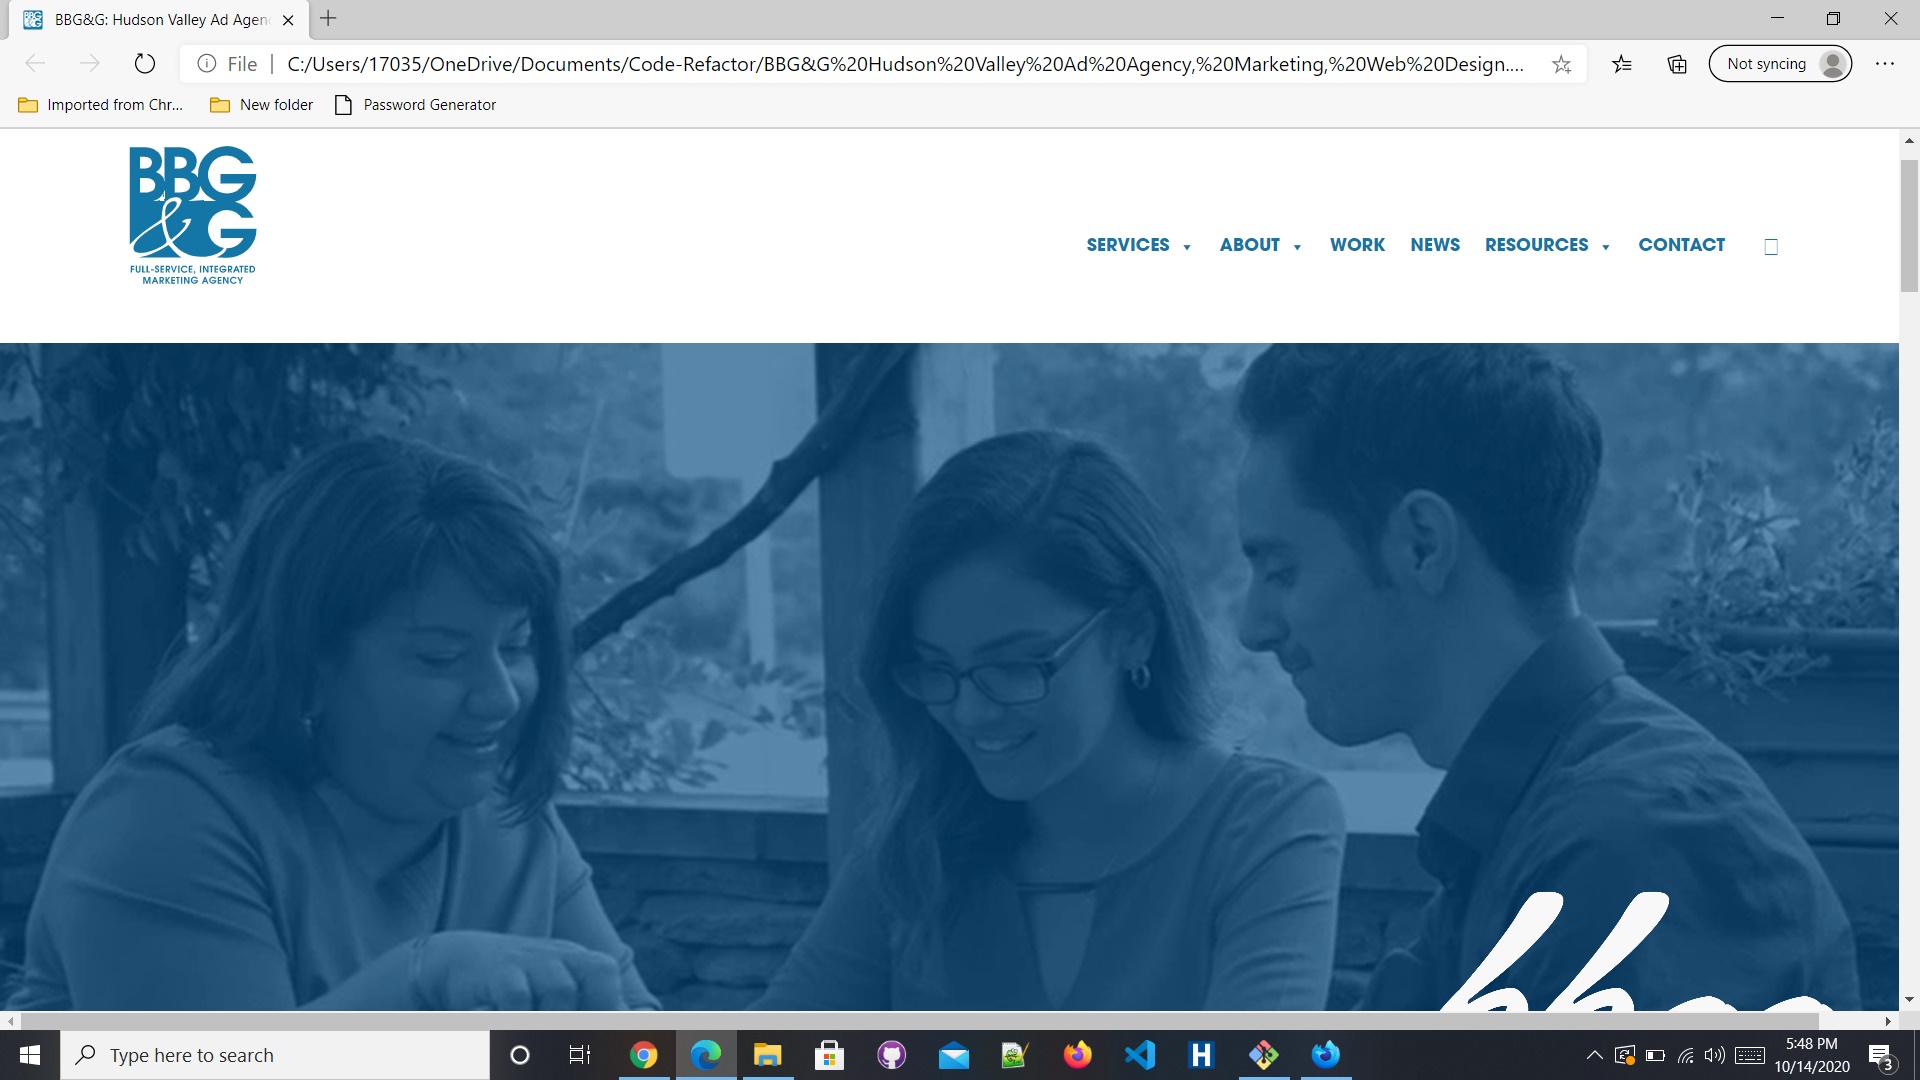 BBG&G: Hudson Valley Ad Agen
File
C:/Users/17035/OneDrive/Documents/Code-Refactor/BBG&G%20Hudson%20Valley%20Ad%20Agency,%20Marketing,%20Web%20Design....
Not syncing
Imported from Chr...
New folder
Password Generator
BBG
&G
FULL-SERVICE, INTEGRATED
MARKETING AGENCY
SERVICES
ABOUT
WORK
NEWS
RESOURCES
CONTACT
Type here to search
5:48 PM
10/14/2020
3